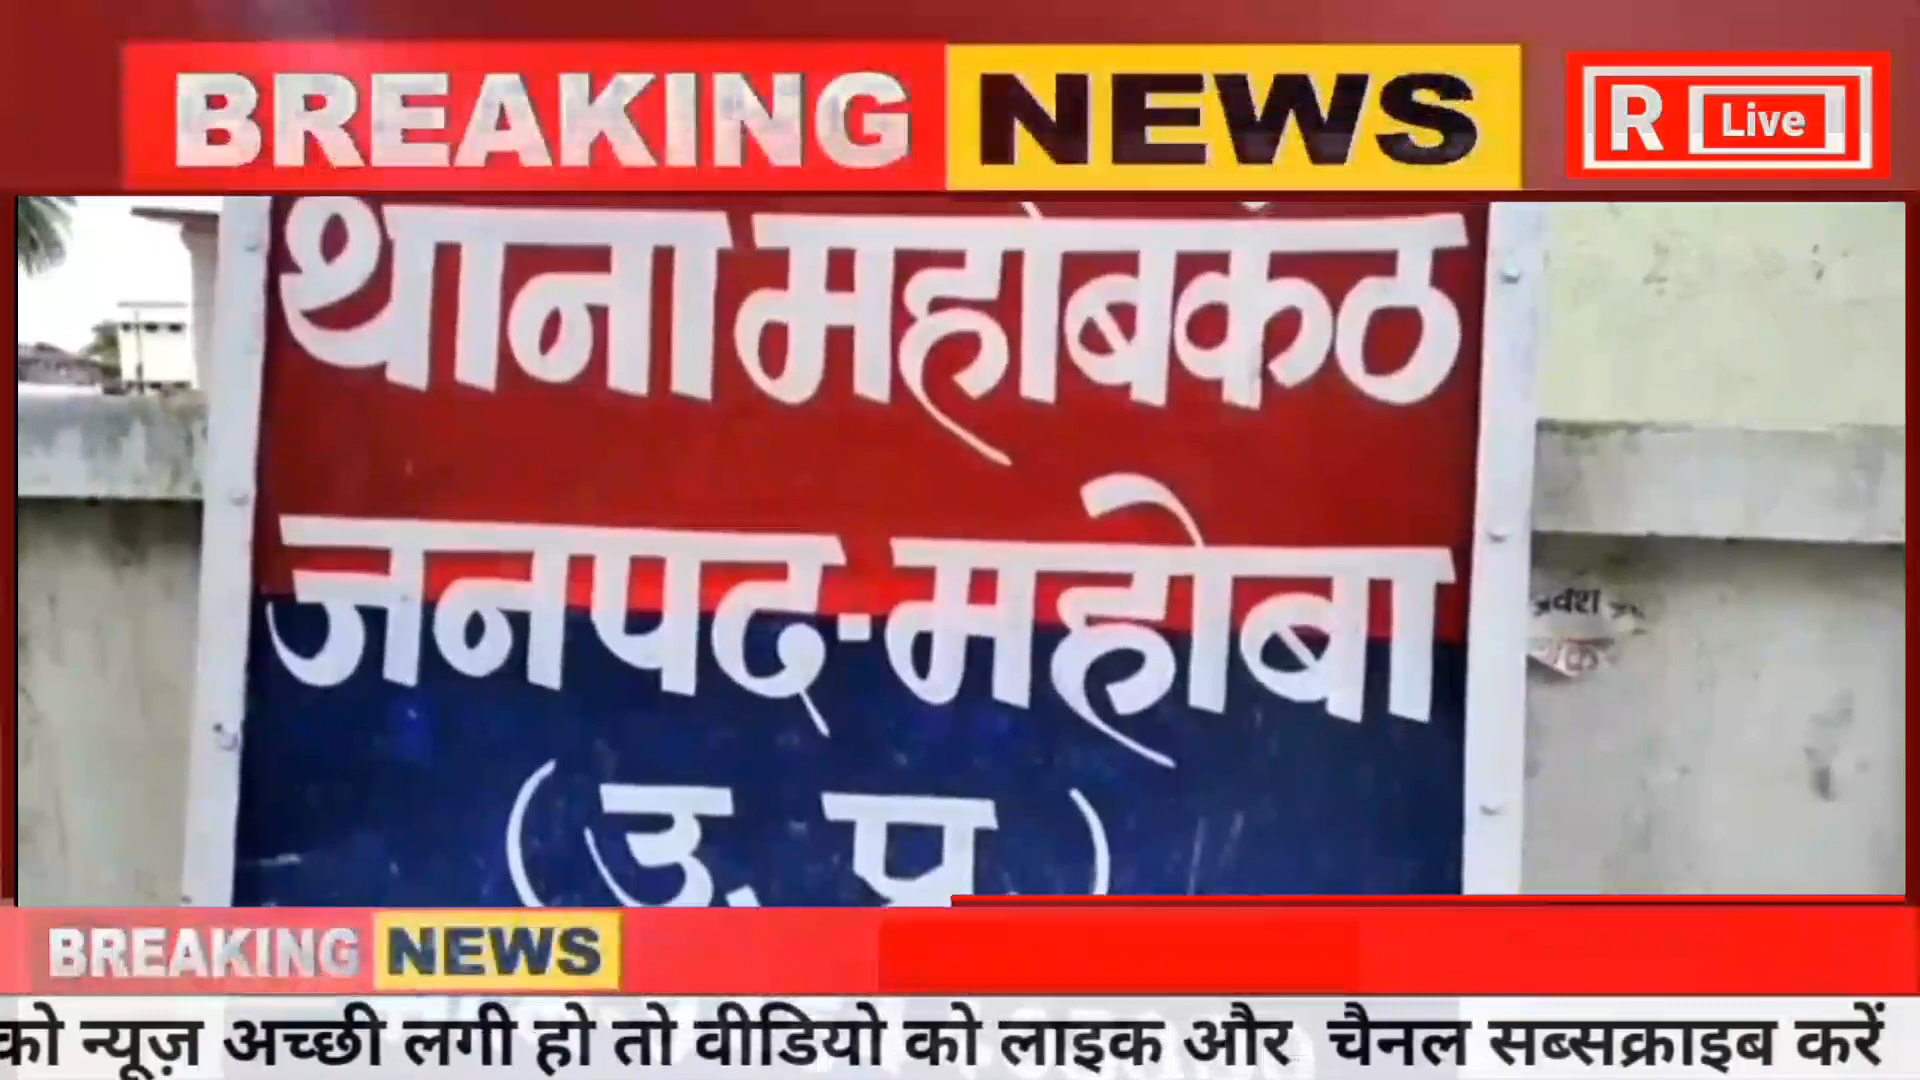 BREAKING NEWS
R Live
थाना महोबकंठ
जनपद-महोबा
(उ. प्र.)
BREAKING NEWS
को न्यूज़ अच्छी लगी हो तो वीडियो को लाइक और चैनल सब्सक्राइब करें